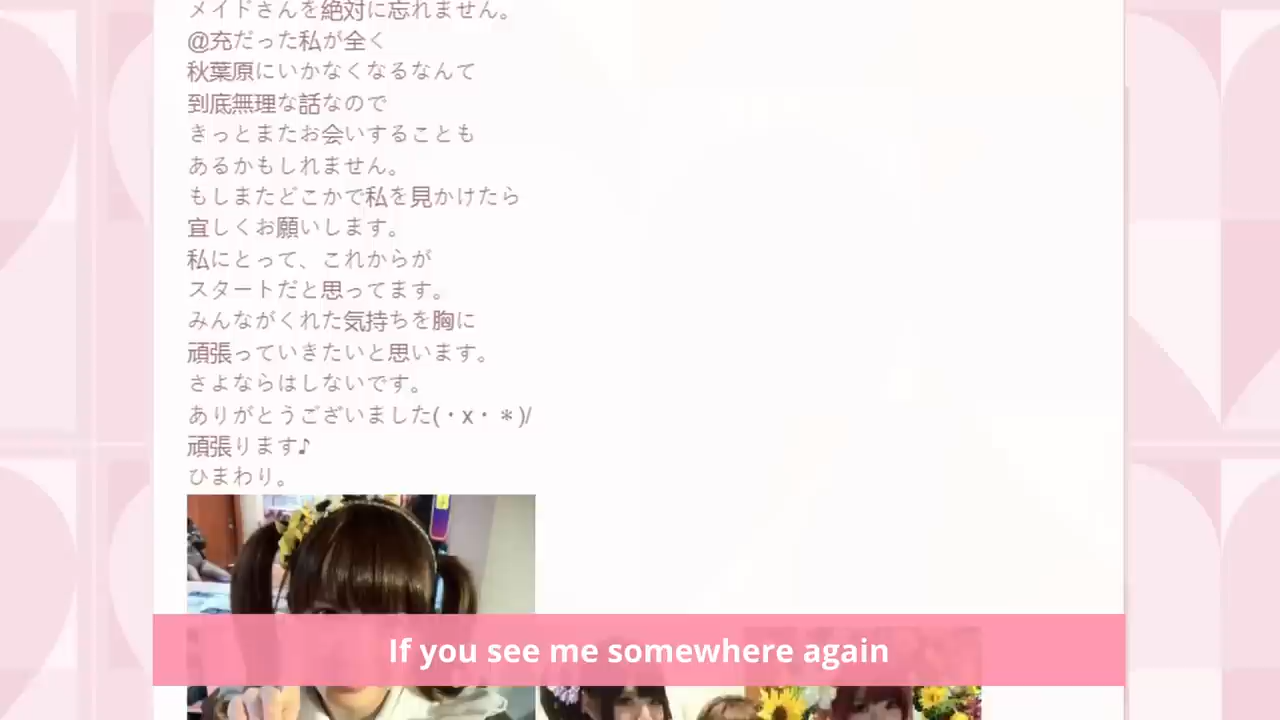 メイドさんを絶対に忘れません。
@充だった私が全く
秋葉原にいかなくなるなんて
到底無理な話なので
きっとまたお会いすることも
あるかもしれません。
もしまたどこかで私を見かけたら
宜しくお願いします。
私にとって、これからが
スタートだと思ってます。
みんながくれた気持ちを胸に
頑張っていきたいと思います。
さよならはしないです。
ありがとうございました(・x・＊)/
頑張ります♪
ひまわり。
If you see me somewhere again